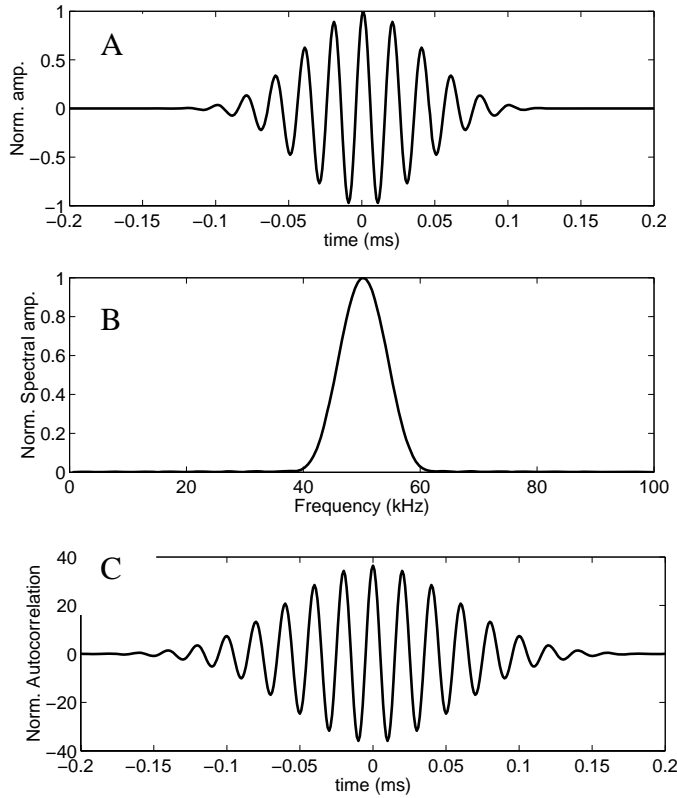 A
1
0.5
0
−0.5
−1
Norm. amp.
−0.2 −0.15 −0.1 −0.05 0 0.05 0.1 0.15 0.2
time (ms)
B
1
0.8
0.6
0.4
0.2
0
Norm. Spectral amp.
0 20 40 60 80 100
Frequency (kHz)
C
40
20
0
−20
−40
Norm. Autocorrelation
−0.2 −0.15 −0.1 −0.05 0 0.05 0.1 0.15 0.2
time (ms)